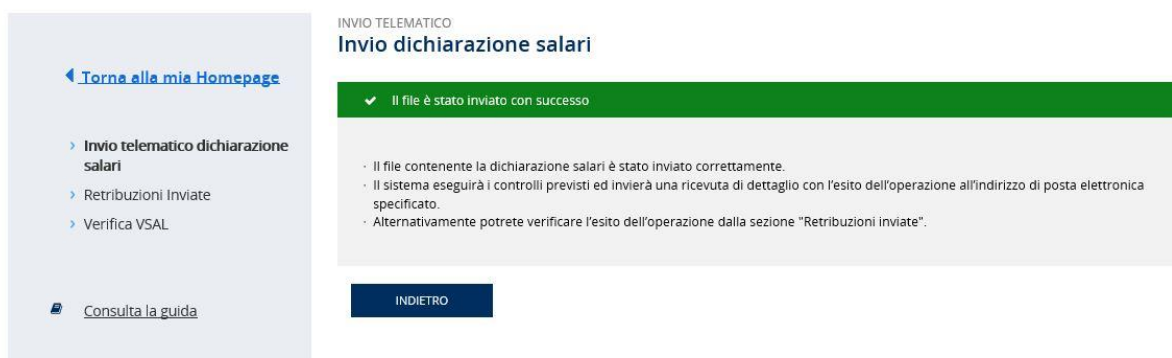 INVIO TELEMATICO
Invio dichiarazione salari
Torna alla mia Homepage
Invio telematico dichiarazione
salari
Retribuzioni Inviate
Verifica VSAL
Consulta la guida
Il file è stato inviato con successo
· Il file contenente la dichiarazione salari è stato inviato correttamente.
· Il sistema eseguirà i controlli previsti ed invierà una ricevuta di dettaglio con l'esito dell'operazione all'indirizzo di posta elettronica
specificato.
· Alternativamente potrete verificare l'esito dell'operazione dalla sezione "Retribuzioni inviate".
INDIETRO